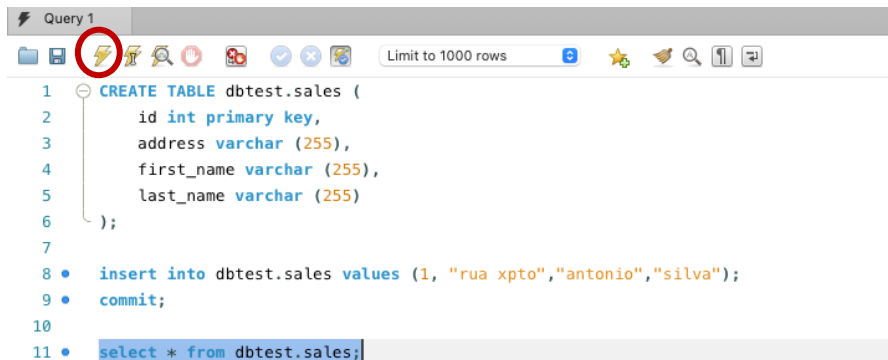 Query 1
Limit to 1000 rows
1 CREATE TABLE dbtest.sales (
2 id int primary key,
3 address varchar (255),
4 first_name varchar (255),
5 last_name varchar (255)
6 );
7
8 insert into dbtest.sales values (1, "rua xpto","antonio","silva");
9 commit;
10
11 select * from dbtest.sales;